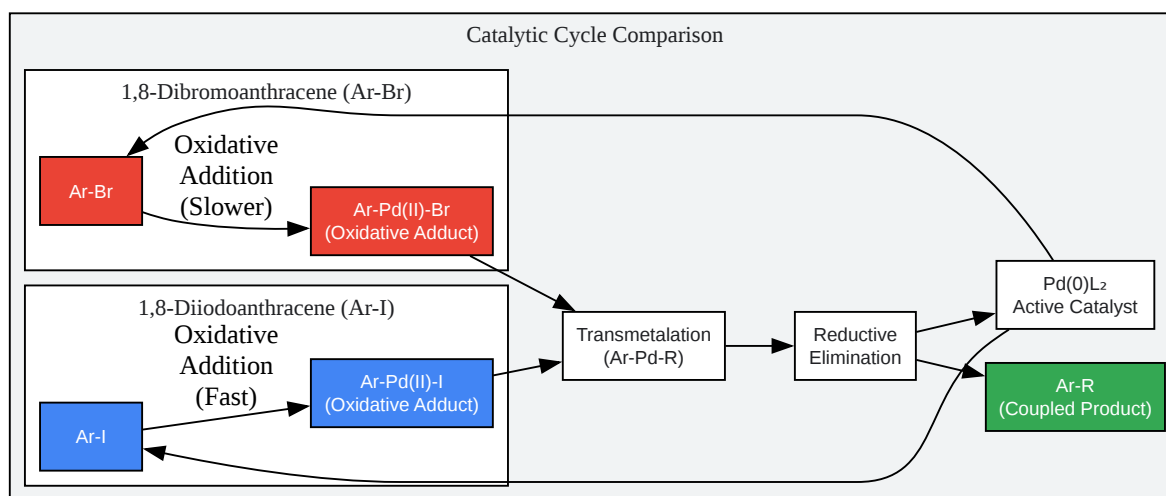 Catalytic Cycle Comparison
1,8-Dibromoanthracene (Ar-Br)
Oxidative
Addition
(Slower)
Ar-Br
Ar-Pd(II)-Br
(Oxidative Adduct)
1,8-Diiodoanthracene (Ar-I)
Oxidative
Addition
(Fast)
Ar-I
Ar-Pd(II)-I
(Oxidative Adduct)
Transmetalation
(Ar-Pd-R)
Reductive
Elimination
Pd(0)L₂
Active Catalyst
Ar-R
(Coupled Product)